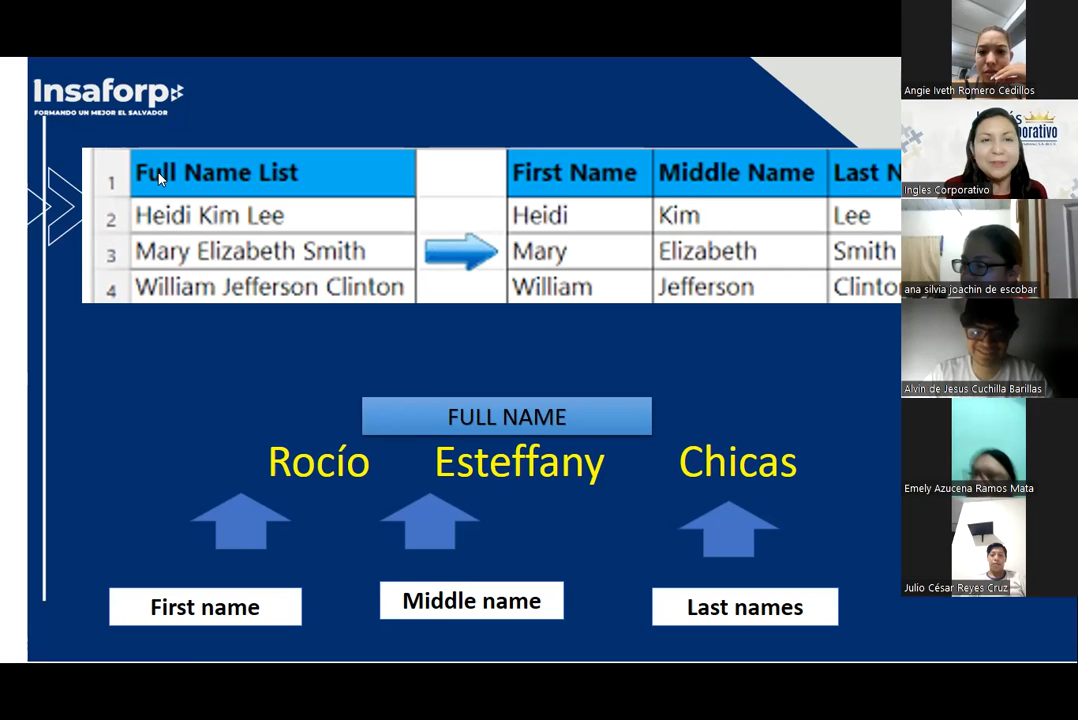 Insaforp
FORMANDO UN MEJOR EL SALVADOR
1 Full Name List First Name Middle Name Last N
2 Heidi Kim Lee Heidi Kim Lee
3 Mary Elizabeth Smith Mary Elizabeth Smith
4 William Jefferson Clinton William Jefferson Clinto
FULL NAME
Rocío Esteffany Chicas
First name Middle name Last names
Angie Iveth Romero Cedillos
Ingles Corporativo
ana silvia joachin de escobar
Alvin de Jesus Cuchilla Barillas
Emely Azucena Ramos Mata
Julio César Reyes Cruz